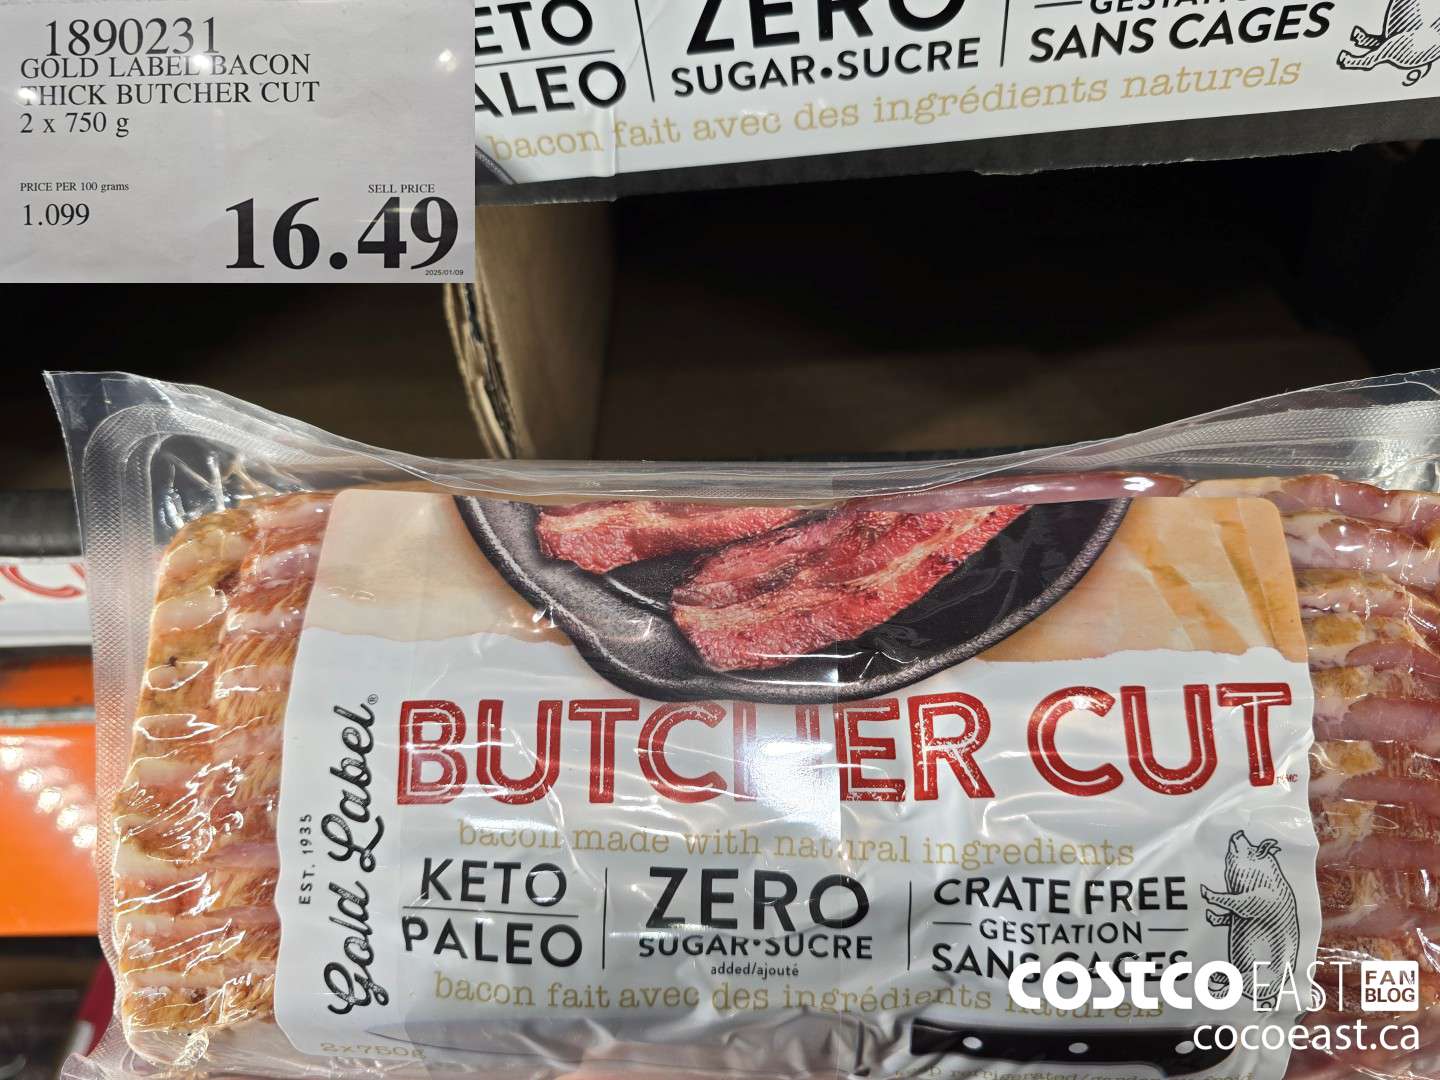 1890231
GOLD LABEL BACON
THICK BUTCHER CUT
2 x 750 g
PRICE PER 100 grams
1.099
SELL PRICE
16.49
2025/01/09
KETO
PALEO
ZERO
SUGAR•SUCRE
SANS CAGES
bacon fait avec des ingrédients naturels
EST. 1935
Gold Label®
BUTCHER CUT
bacon made with natural ingredients
KETO
PALEO
ZERO
SUGAR•SUCRE
added/ajouté
CRATE FREE
GESTATION
SANS CAGES
bacon fait avec des ingrédients naturels
2x750g
COSTCO EAST FAN BLOG
cocoeast.ca